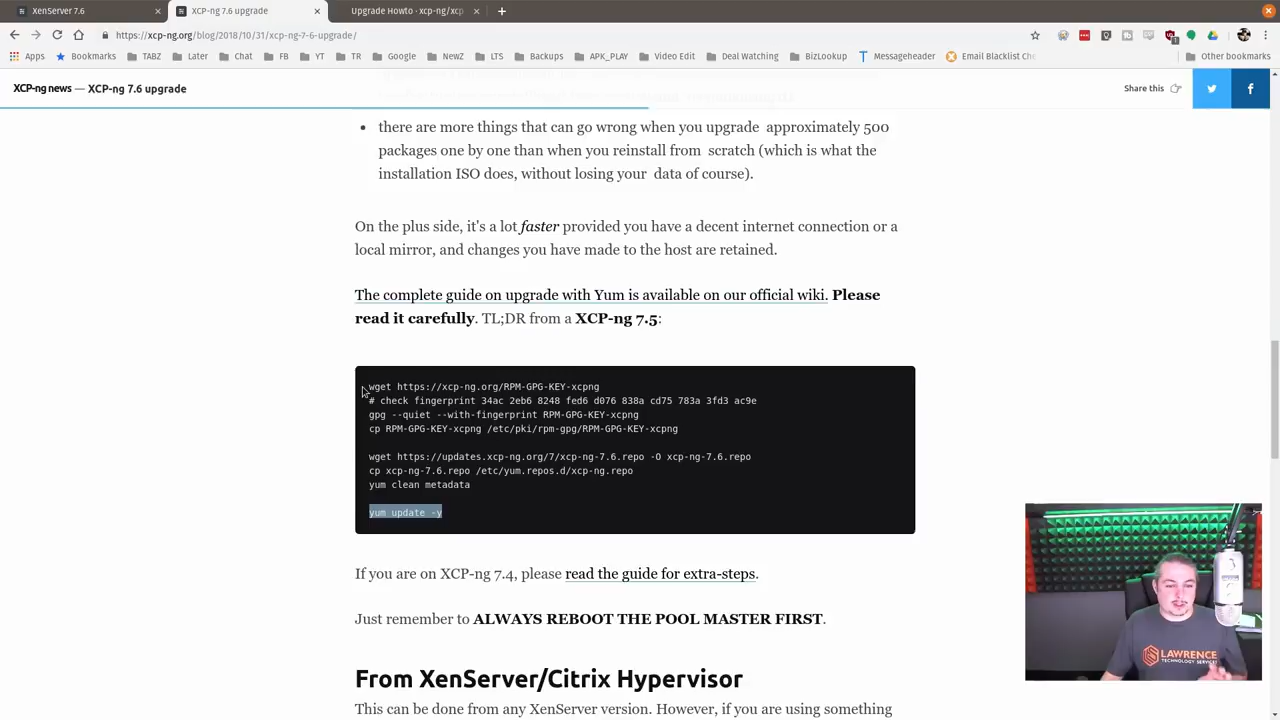 XenServer 7.6
XCP-ng 7.6 upgrade
Upgrade Howto · xcp-ng/xcp
https://xcp-ng.org/blog/2018/10/31/xcp-ng-7-6-upgrade/
Apps
Bookmarks
TABZ
Later
Chat
FB
YT
TR
Google
NewZ
LTS
Backups
APK_PLAY
Video Edit
Deal Watching
BizLookup
Messageheader
Email Blacklist Che
Other bookmarks
XCP-ng news — XCP-ng 7.6 upgrade
Share this
• there are more things that can go wrong when you upgrade approximately 500
packages one by one than when you reinstall from scratch (which is what the
installation ISO does, without losing your data of course).
On the plus side, it's a lot faster provided you have a decent internet connection or a
local mirror, and changes you have made to the host are retained.
The complete guide on upgrade with Yum is available on our official wiki. Please
read it carefully. TL;DR from a XCP-ng 7.5:
wget https://xcp-ng.org/RPM-GPG-KEY-xcpng
# check fingerprint 34ac 2eb6 8248 fed6 d076 838a cd75 783a 3fd3 ac9e
gpg --quiet --with-fingerprint RPM-GPG-KEY-xcpng
cp RPM-GPG-KEY-xcpng /etc/pki/rpm-gpg/RPM-GPG-KEY-xcpng
wget https://updates.xcp-ng.org/7/xcp-ng-7.6.repo -O xcp-ng-7.6.repo
cp xcp-ng-7.6.repo /etc/yum.repos.d/xcp-ng.repo
yum clean metadata
yum update -y
If you are on XCP-ng 7.4, please read the guide for extra-steps.
Just remember to ALWAYS REBOOT THE POOL MASTER FIRST.
LAWRENCE
TECHNOLOGY SERVICES
From XenServer/Citrix Hypervisor
This can be done from any XenServer version. However, if you are using something